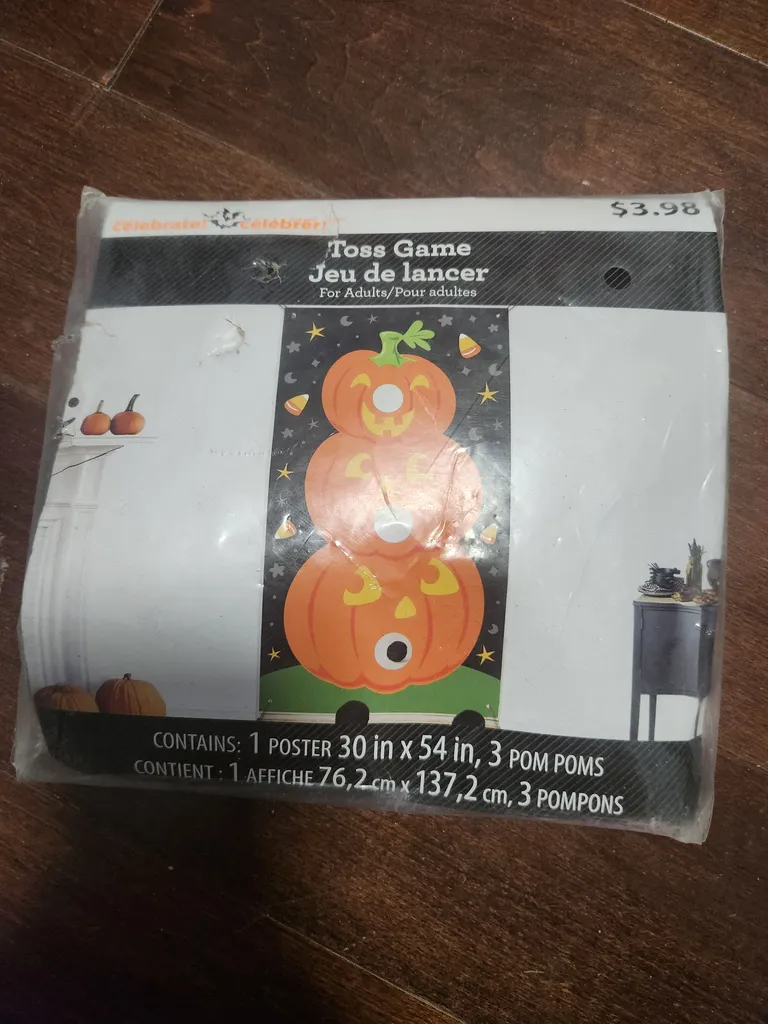 celebrate! célébrer!
$3.98
Toss Game
Jeu de lancer
For Adults/Pour adultes
CONTAINS: 1 POSTER 30 in x 54 in, 3 POM POMS
CONTIENT : 1 AFFICHE 76,2 cm x 137,2 cm, 3 POMPONS